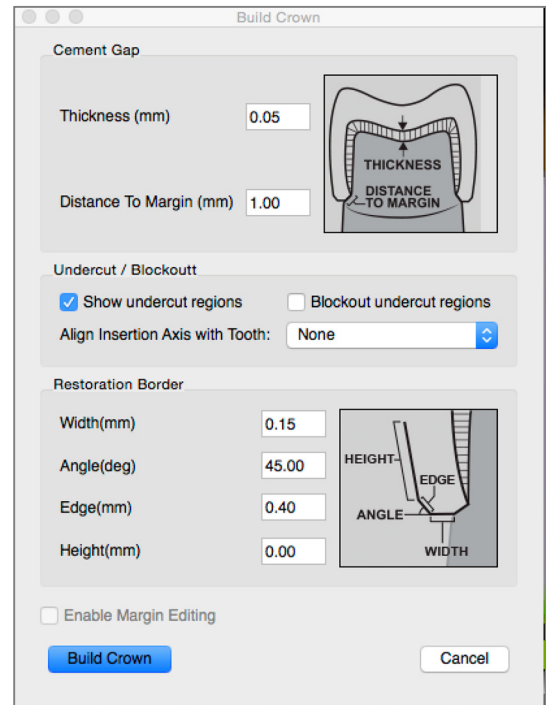 Build Crown
Cement Gap
Thickness (mm) 0.05
THICKNESS
Distance To Margin (mm) 1.00
DISTANCE
TO MARGIN
Undercut / Blockoutt
Show undercut regions Blockout undercut regions
Align Insertion Axis with Tooth: None
Restoration Border
Width(mm) 0.15
Angle(deg) 45.00
Edge(mm) 0.40
Height(mm) 0.00
HEIGHT
EDGE
ANGLE
WIDTH
Enable Margin Editing
Build Crown Cancel